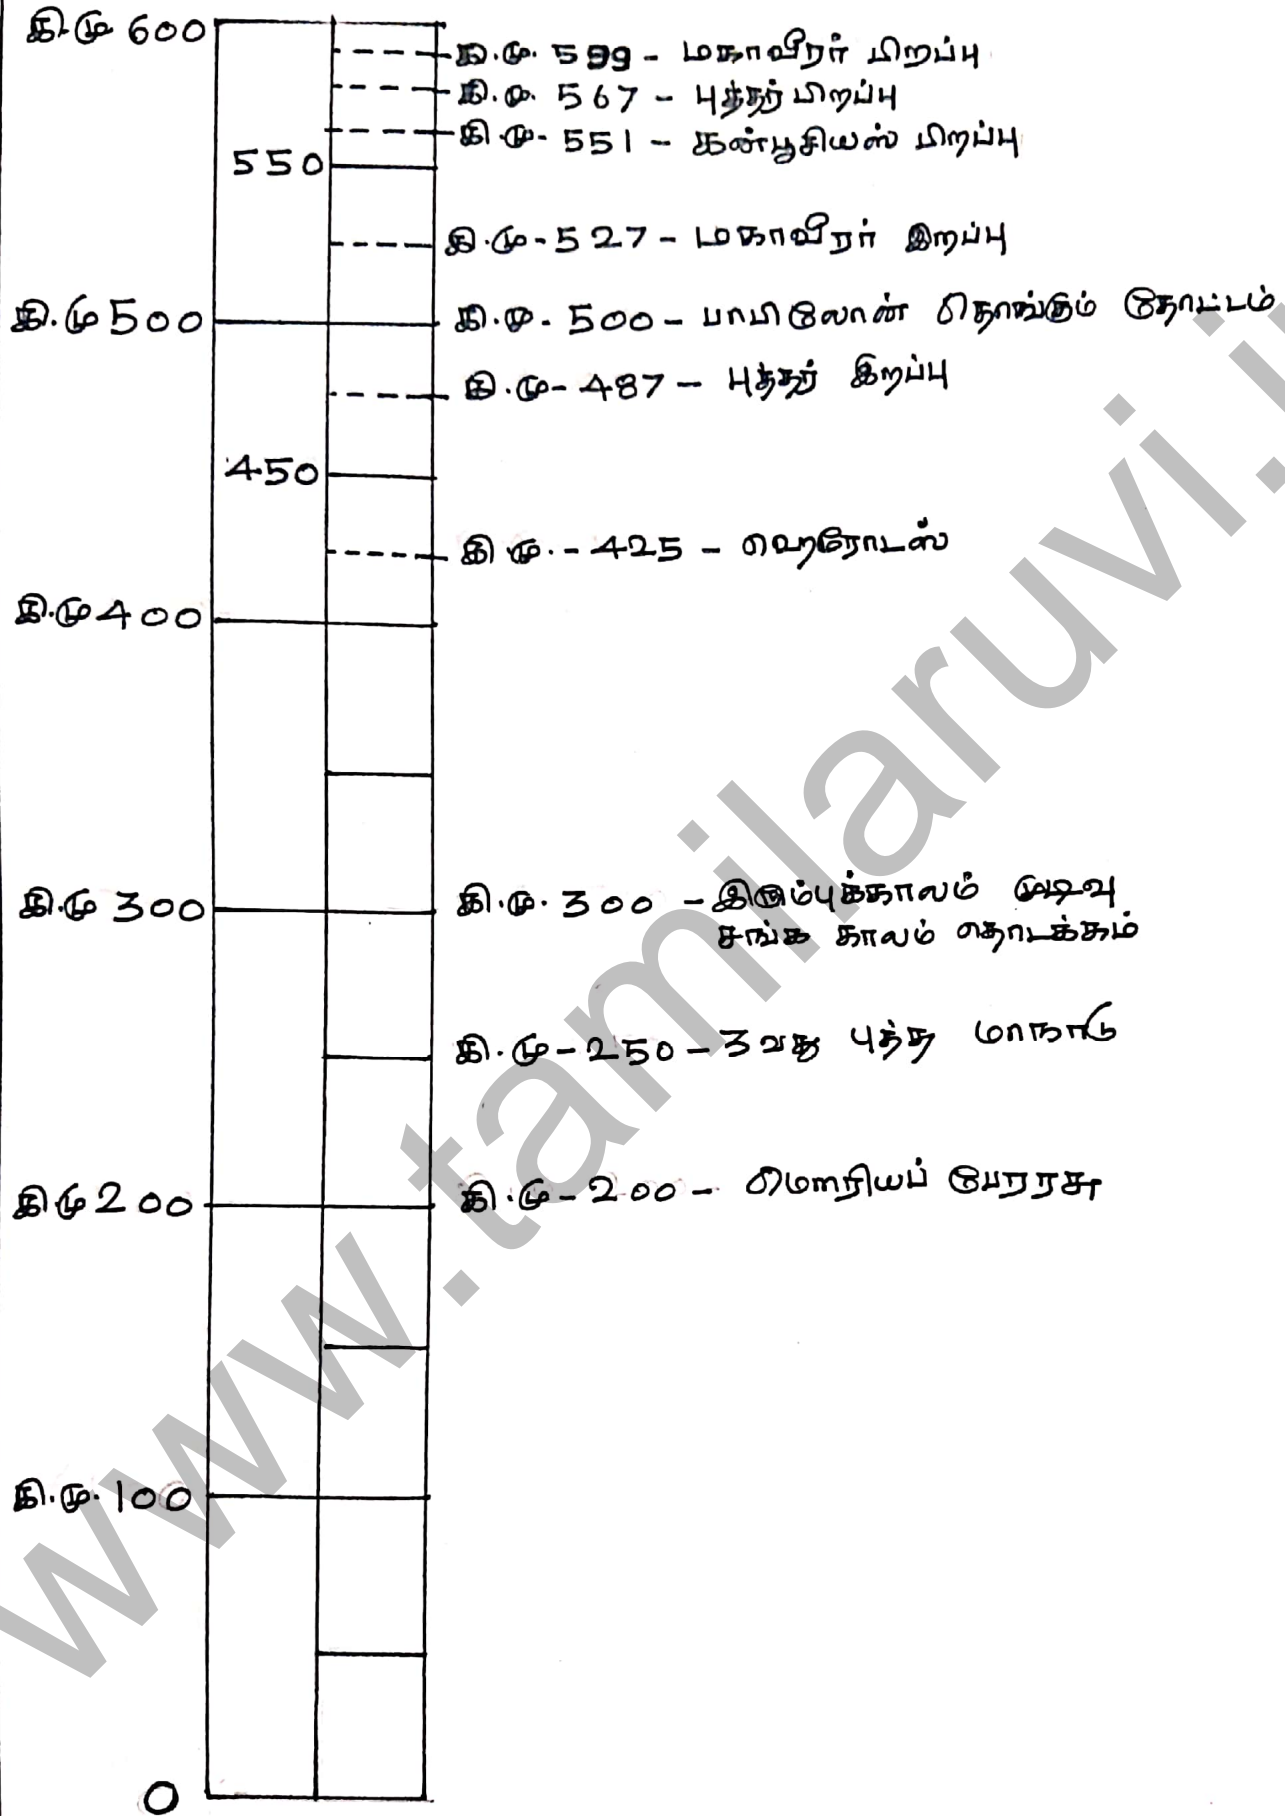 கி.மு 600
கி.மு. 599 - மகாவீரர் பிறப்பு
கி.மு. 567 - புத்தர் பிறப்பு
கி.மு- 551 - கன்பூசியஸ் பிறப்பு
550
கி.மு-527 - மகாவீரர் இறப்பு
கி.மு 500
கி.மு- 500 - பாபிலோன் தொங்கும் தோட்டம்
கி.மு- 487 - புத்தர் இறப்பு
450
கி.மு.-425 - ஹெரோடஸ்
கி.மு 400
கி.மு 300
கி.மு. 300 - இரும்புக்காலம் முடிவு
சங்க காலம் தொடக்கம்
கி.மு-250-3வது புத்த மாநாடு
கி.மு 200
கி.மு-200 - மௌரியப் பேரரசு
கி.மு. 100
0
www.tamilaruvi.i